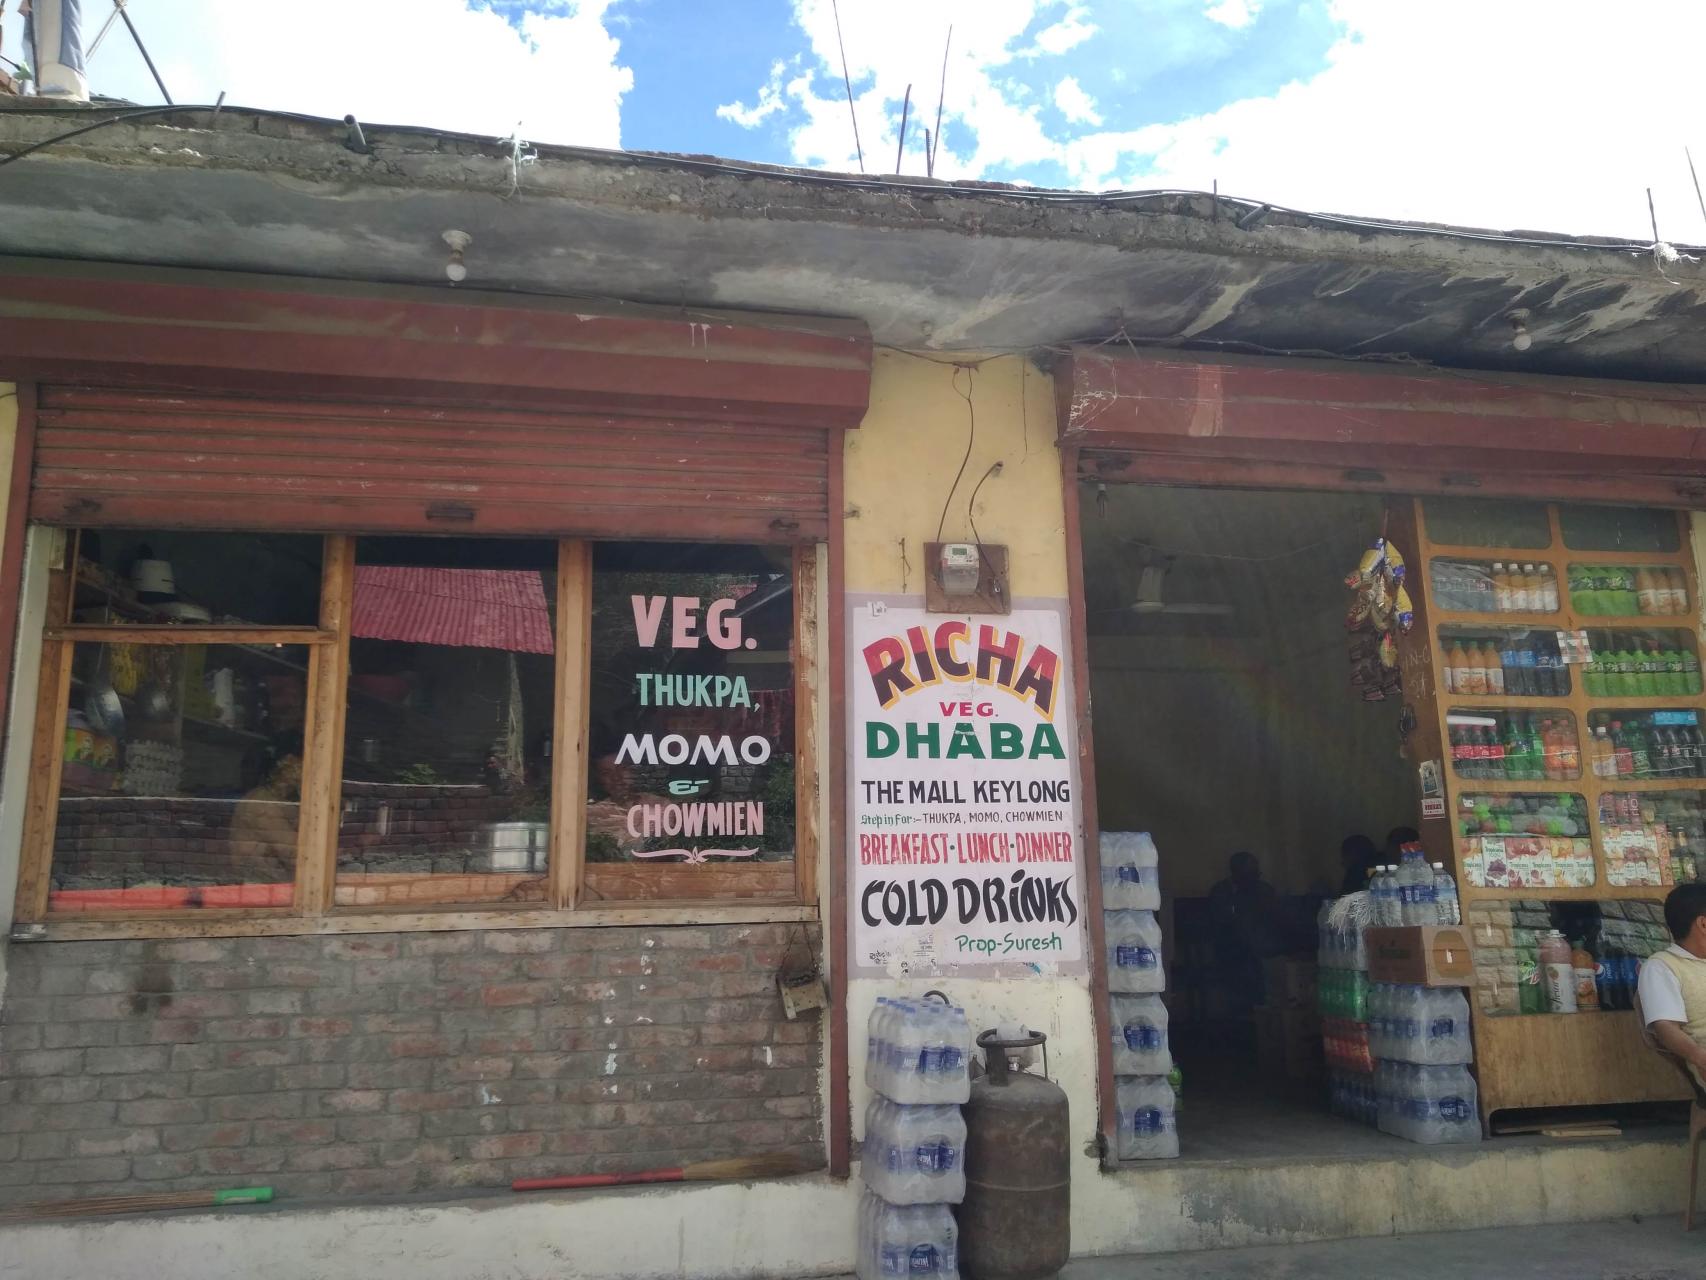 VEG.
THUKPA,
MOMO
&
CHOWMIEN
RICHA
VEG.
DHABA
THE MALL KEYLONG
Step in For:- THUKPA, MOMO, CHOWMIEN
BREAKFAST·LUNCH·DINNER
COLD DRiNKS
Prop-Suresh